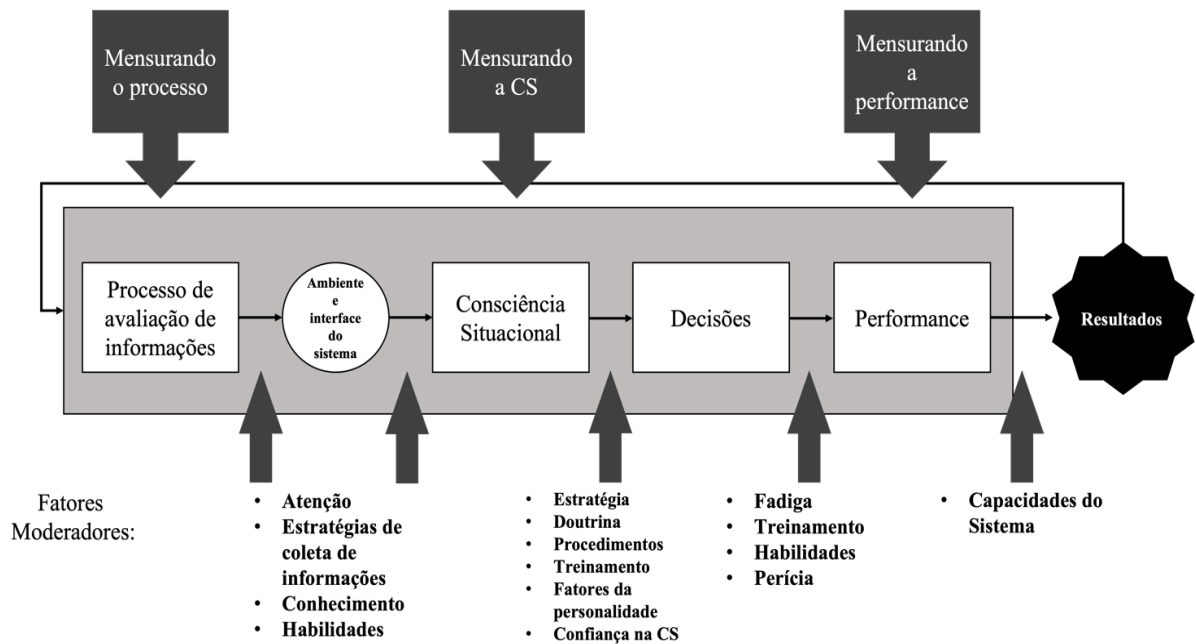 Mensurando
o processo
Mensurando
a CS
Mensurando
a
performance
Processo de
avaliação de
informações
Ambiente
e
interface
do
sistema
Consciência
Situacional
Decisões
Performance
Resultados
Fatores
Moderadores:
• Atenção
• Estratégias de
coleta de
informações
• Conhecimento
• Habilidades
• Estratégia
• Doutrina
• Procedimentos
• Treinamento
• Fatores da
personalidade
• Confiança na CS
• Fadiga
• Treinamento
• Habilidades
• Perícia
• Capacidades do
Sistema